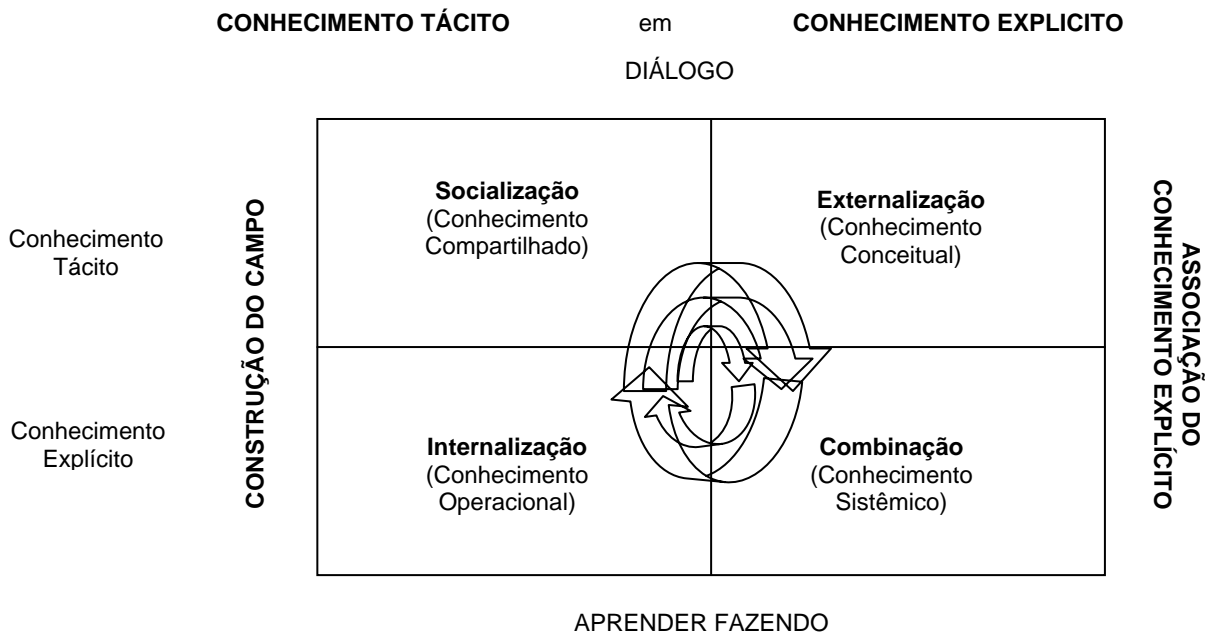 CONHECIMENTO TÁCITO em CONHECIMENTO EXPLICITO
DIÁLOGO
Conhecimento
Tácito
Conhecimento
Explícito
CONSTRUÇÃO DO CAMPO
Socialização
(Conhecimento
Compartilhado)
Externalização
(Conhecimento
Conceitual)
Internalização
(Conhecimento
Operacional)
Combinação
(Conhecimento
Sistêmico)
ASSOCIAÇÃO DO
CONHECIMENTO EXPLÍCITO
APRENDER FAZENDO